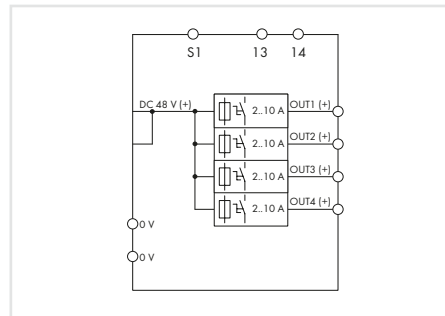 S1 13 14
DC 48 V (+)
2..10 A OUT1 (+)
2..10 A OUT2 (+)
2..10 A OUT3 (+)
2..10 A OUT4 (+)
0 V
0 V